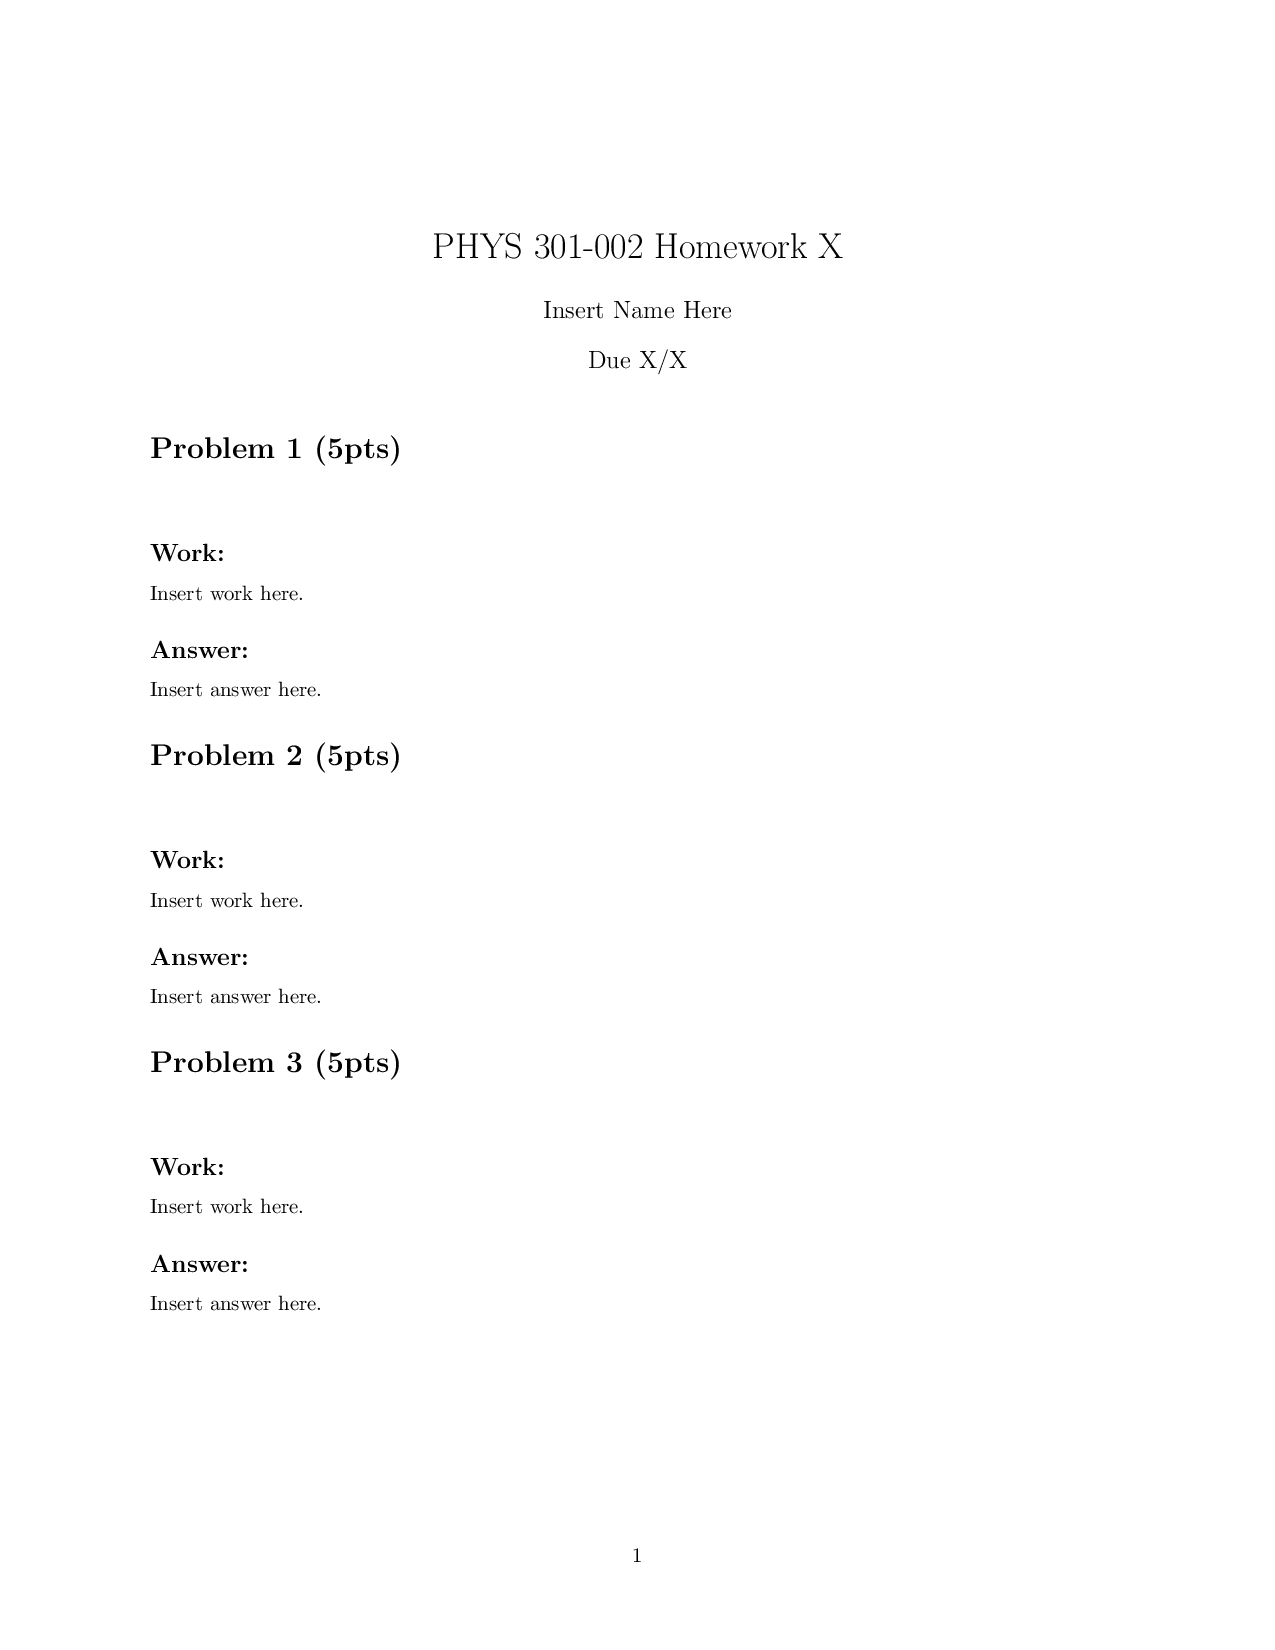 PHYS 301-002 Homework X
Insert Name Here
Due X/X
Problem 1 (5pts)
Work:
Insert work here.
Answer:
Insert answer here.
Problem 2 (5pts)
Work:
Insert work here.
Answer:
Insert answer here.
Problem 3 (5pts)
Work:
Insert work here.
Answer:
Insert answer here.
1